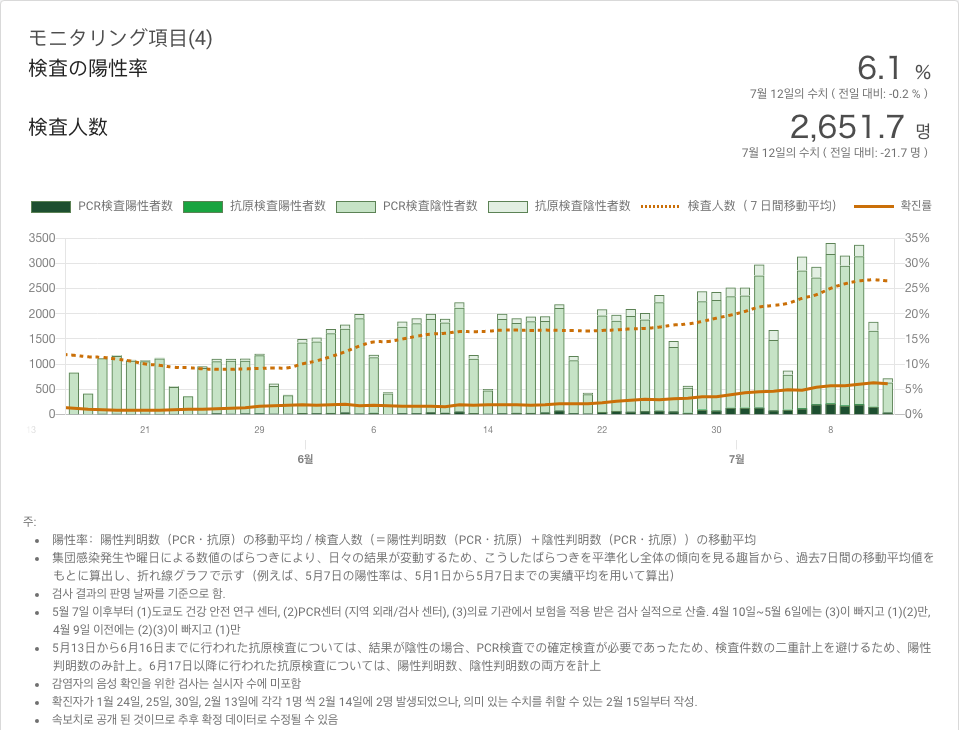 モニタリング項目(4)
検査の陽性率
6.1 %
7월 12일의 수치 ( 전일 대비: -0.2 % )
検査人数
2,651.7 명
7월 12일의 수치 ( 전일 대비: -21.7 명 )
PCR検査陽性者数 抗原検査陽性者数 PCR検査陰性者数 抗原検査陰性者数 検査人数（７日間移動平均） 확진률
3500 35%
3000 30%
2500 25%
2000 20%
1500 15%
1000 10%
500 5%
0 0%
13 21 29 6 14 22 30 8
6월 7월
주:
陽性率：陽性判明数（PCR・抗原）の移動平均 / 検査人数（＝陽性判明数（PCR・抗原）＋陰性判明数（PCR・抗原））の移動平均
集団感染発生や曜日による数値のばらつきにより、日々の結果が変動するため、こうしたばらつきを平準化し全体の傾向を見る趣旨から、過去7日間の移動平均値を
もとに算出し、折れ線グラフで示す（例えば、5月7日の陽性率は、5月1日から5月7日までの実績平均を用いて算出）
검사 결과의 판명 날짜를 기준으로 함.
5월 7일 이후부터 (1)도쿄도 건강 안전 연구 센터, (2)PCR센터 (지역 외래/검사 센터), (3)의료 기관에서 보험을 적용 받은 검사 실적으로 산출. 4월 10일~5월 6일에는 (3)이 빠지고 (1)(2)만,
4월 9일 이전에는 (2)(3)이 빠지고 (1)만
5月13日から6月16日までに行われた抗原検査については、結果が陰性の場合、PCR検査での確定検査が必要であったため、検査件数の二重計上を避けるため、陽性
判明数のみ計上。6月17日以降に行われた抗原検査については、陽性判明数、陰性判明数の両方を計上
감염자의 음성 확인을 위한 검사는 실시자 수에 미포함
확진자가 1월 24일, 25일, 30일, 2월 13일에 각각 1명 씩 2월 14일에 2명 발생되었으나, 의미 있는 수치를 취할 수 있는 2월 15일부터 작성.
속보치로 공개 된 것이므로 추후 확정 데이터로 수정될 수 있음